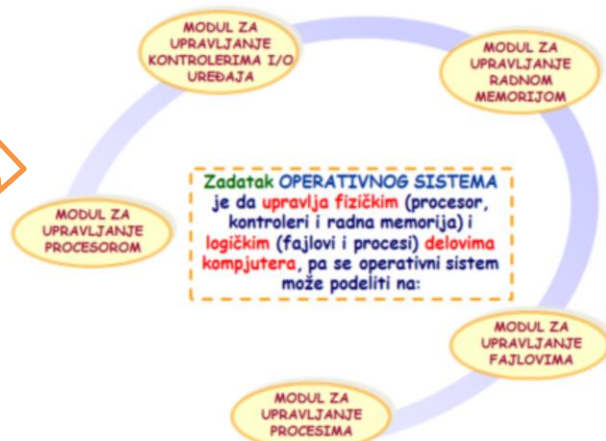 MODUL ZA
UPRAVLJANJE
KONTROLERIMA I/O
UREĐAJA
MODUL ZA
UPRAVLJANJE
RADNOM
MEMORIJOM
MODUL ZA
UPRAVLJANJE
PROCESOROM
Zadatak OPERATIVNOG SISTEMA
je da upravlja fizičkim (procesor,
kontroleri i radna memorija) i
logičkim (fajlovi i procesi) delovima
kompjutera, pa se operativni sistem
može podeliti na:
MODUL ZA
UPRAVLJANJE
FAJLOVIMA
MODUL ZA
UPRAVLJANJE
PROCESIMA